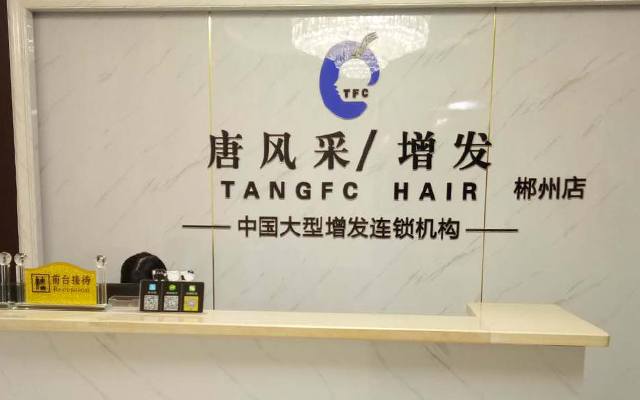 TFC
唐风采/增发
TANGFC HAIR 郴州店
中国大型增发连锁机构
前台接待
Reception